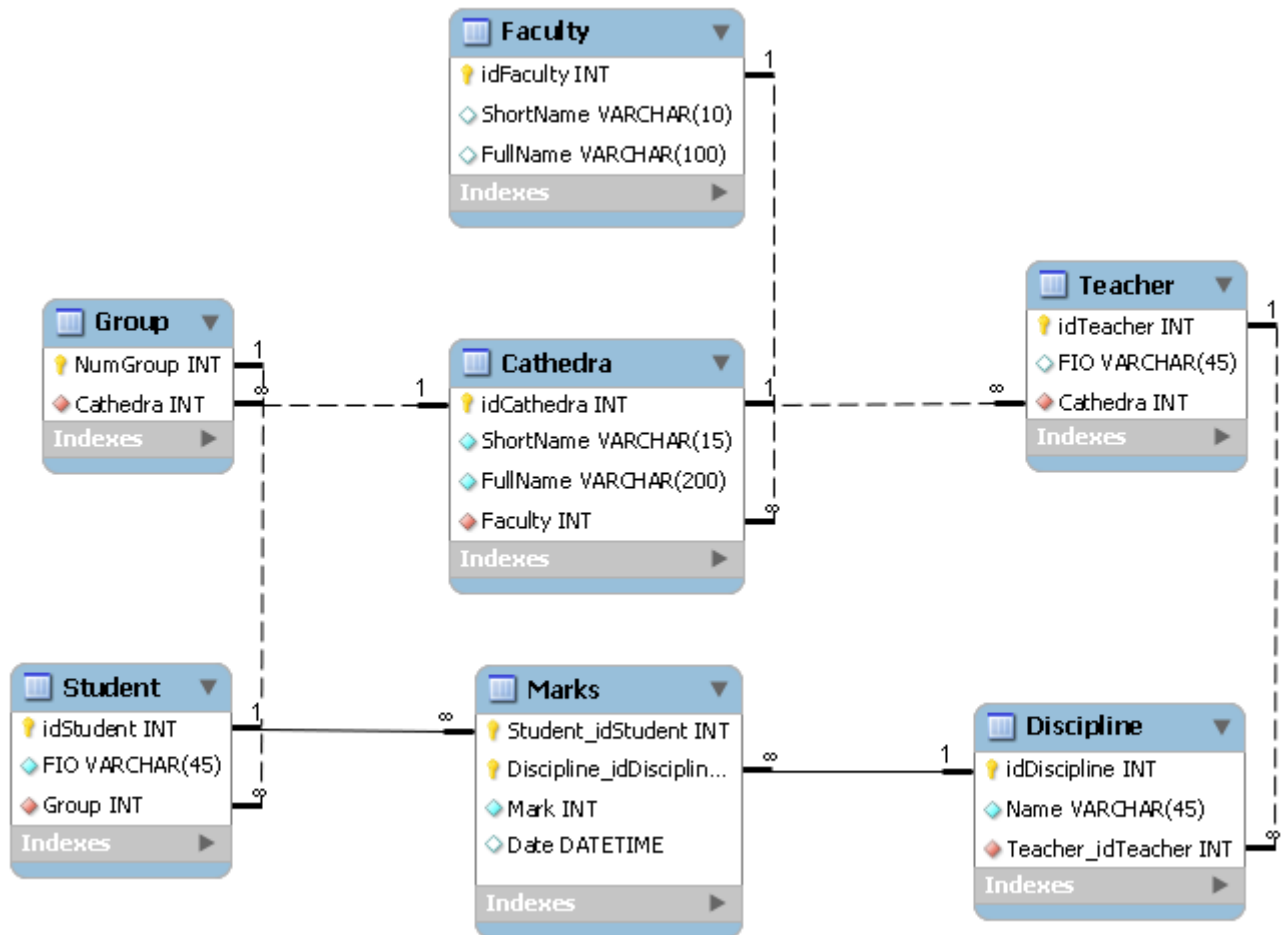 Faculty
idFaculty INT
ShortName VARCHAR(10)
FullName VARCHAR(100)
Indexes
1
Group
NumGroup INT
Cathedra INT
Indexes
1
∞
Cathedra
idCathedra INT
ShortName VARCHAR(15)
FullName VARCHAR(200)
Faculty INT
Indexes
1
1
∞
Teacher
idTeacher INT
FIO VARCHAR(45)
Cathedra INT
Indexes
∞
1
Student
idStudent INT
FIO VARCHAR(45)
Group INT
Indexes
1
∞
Marks
Student_idStudent INT
Discipline_idDisciplin...
Mark INT
Date DATETIME
Indexes
∞
∞
Discipline
idDiscipline INT
Name VARCHAR(45)
Teacher_idTeacher INT
Indexes
1
∞